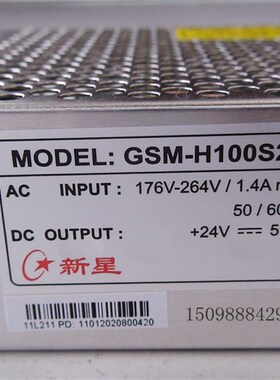 MODEL: GSM-H100S2
AC INPUT : 176V-264V / 1.4A
50 / 60
DC OUTPUT : +24V 5
新星
11L211 PD: 11012020800420
1509888429